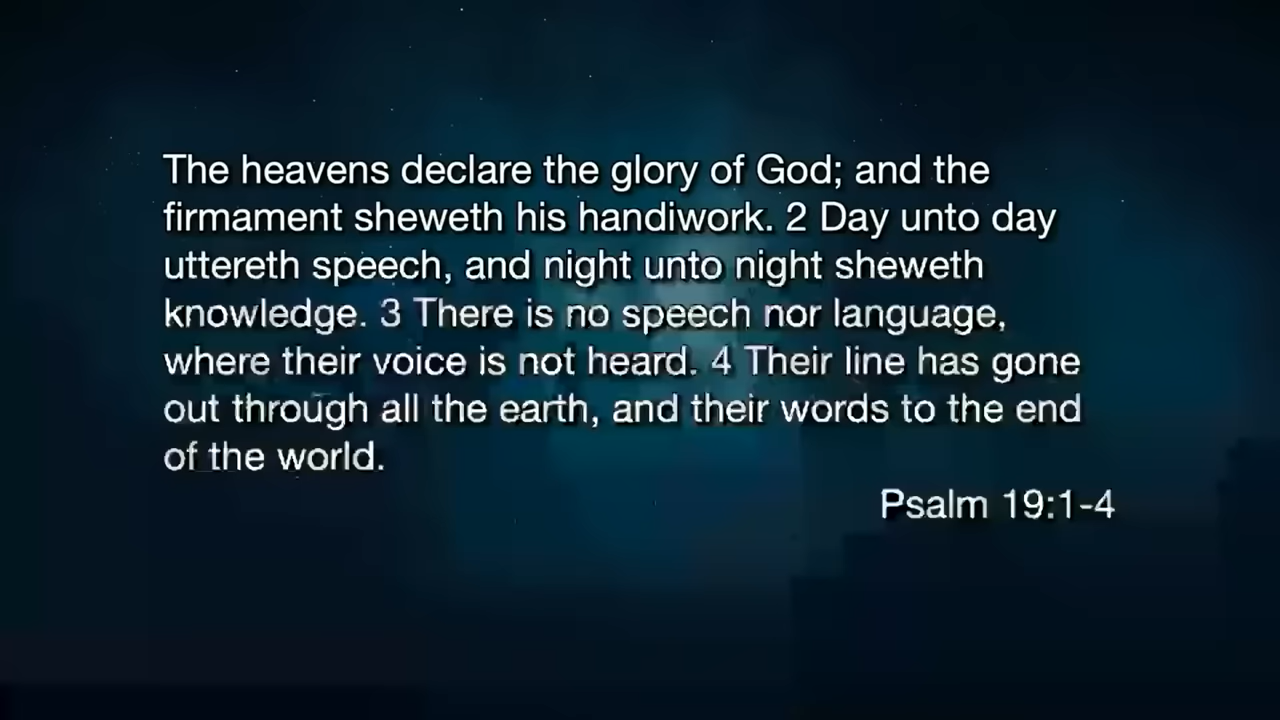 The heavens declare the glory of God; and the
firmament sheweth his handiwork. 2 Day unto day
uttereth speech, and night unto night sheweth
knowledge. 3 There is no speech nor language,
where their voice is not heard. 4 Their line has gone
out through all the earth, and their words to the end
of the world.
Psalm 19:1-4